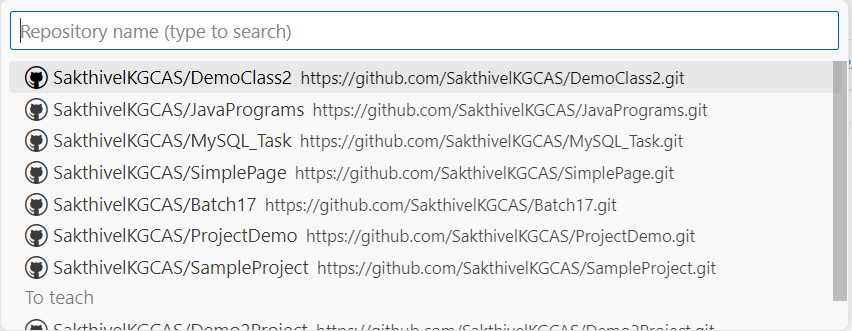 Repository name (type to search)
SakthivelKGCAS/DemoClass2 https://github.com/SakthivelKGCAS/DemoClass2.git
SakthivelKGCAS/JavaPrograms https://github.com/SakthivelKGCAS/JavaPrograms.git
SakthivelKGCAS/MySQL_Task https://github.com/SakthivelKGCAS/MySQL_Task.git
SakthivelKGCAS/SimplePage https://github.com/SakthivelKGCAS/SimplePage.git
SakthivelKGCAS/Batch17 https://github.com/SakthivelKGCAS/Batch17.git
SakthivelKGCAS/ProjectDemo https://github.com/SakthivelKGCAS/ProjectDemo.git
SakthivelKGCAS/SampleProject https://github.com/SakthivelKGCAS/SampleProject.git
To teach
SakthivelKGCAS/Demo2Project https://github.com/SakthivelKGCAS/Demo2Project.git